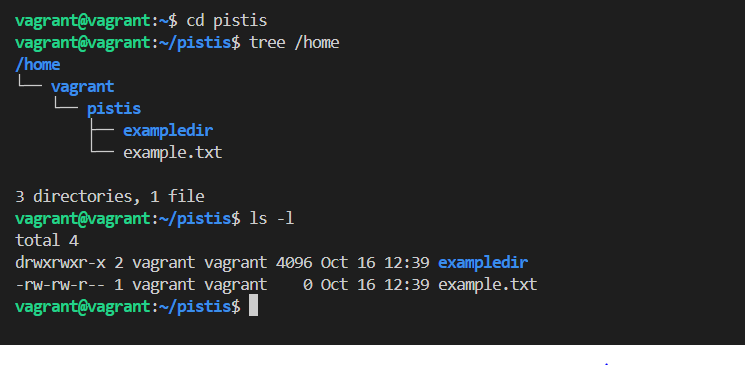 vagrant@vagrant:~$ cd pistis
vagrant@vagrant:~/pistis$ tree /home
/home
└── vagrant
    └── pistis
        ├── exampledir
        └── example.txt
3 directories, 1 file
vagrant@vagrant:~/pistis$ ls -l
total 4
drwxrwxr-x 2 vagrant vagrant 4096 Oct 16 12:39 exampledir
-rw-rw-r-- 1 vagrant vagrant    0 Oct 16 12:39 example.txt
vagrant@vagrant:~/pistis$